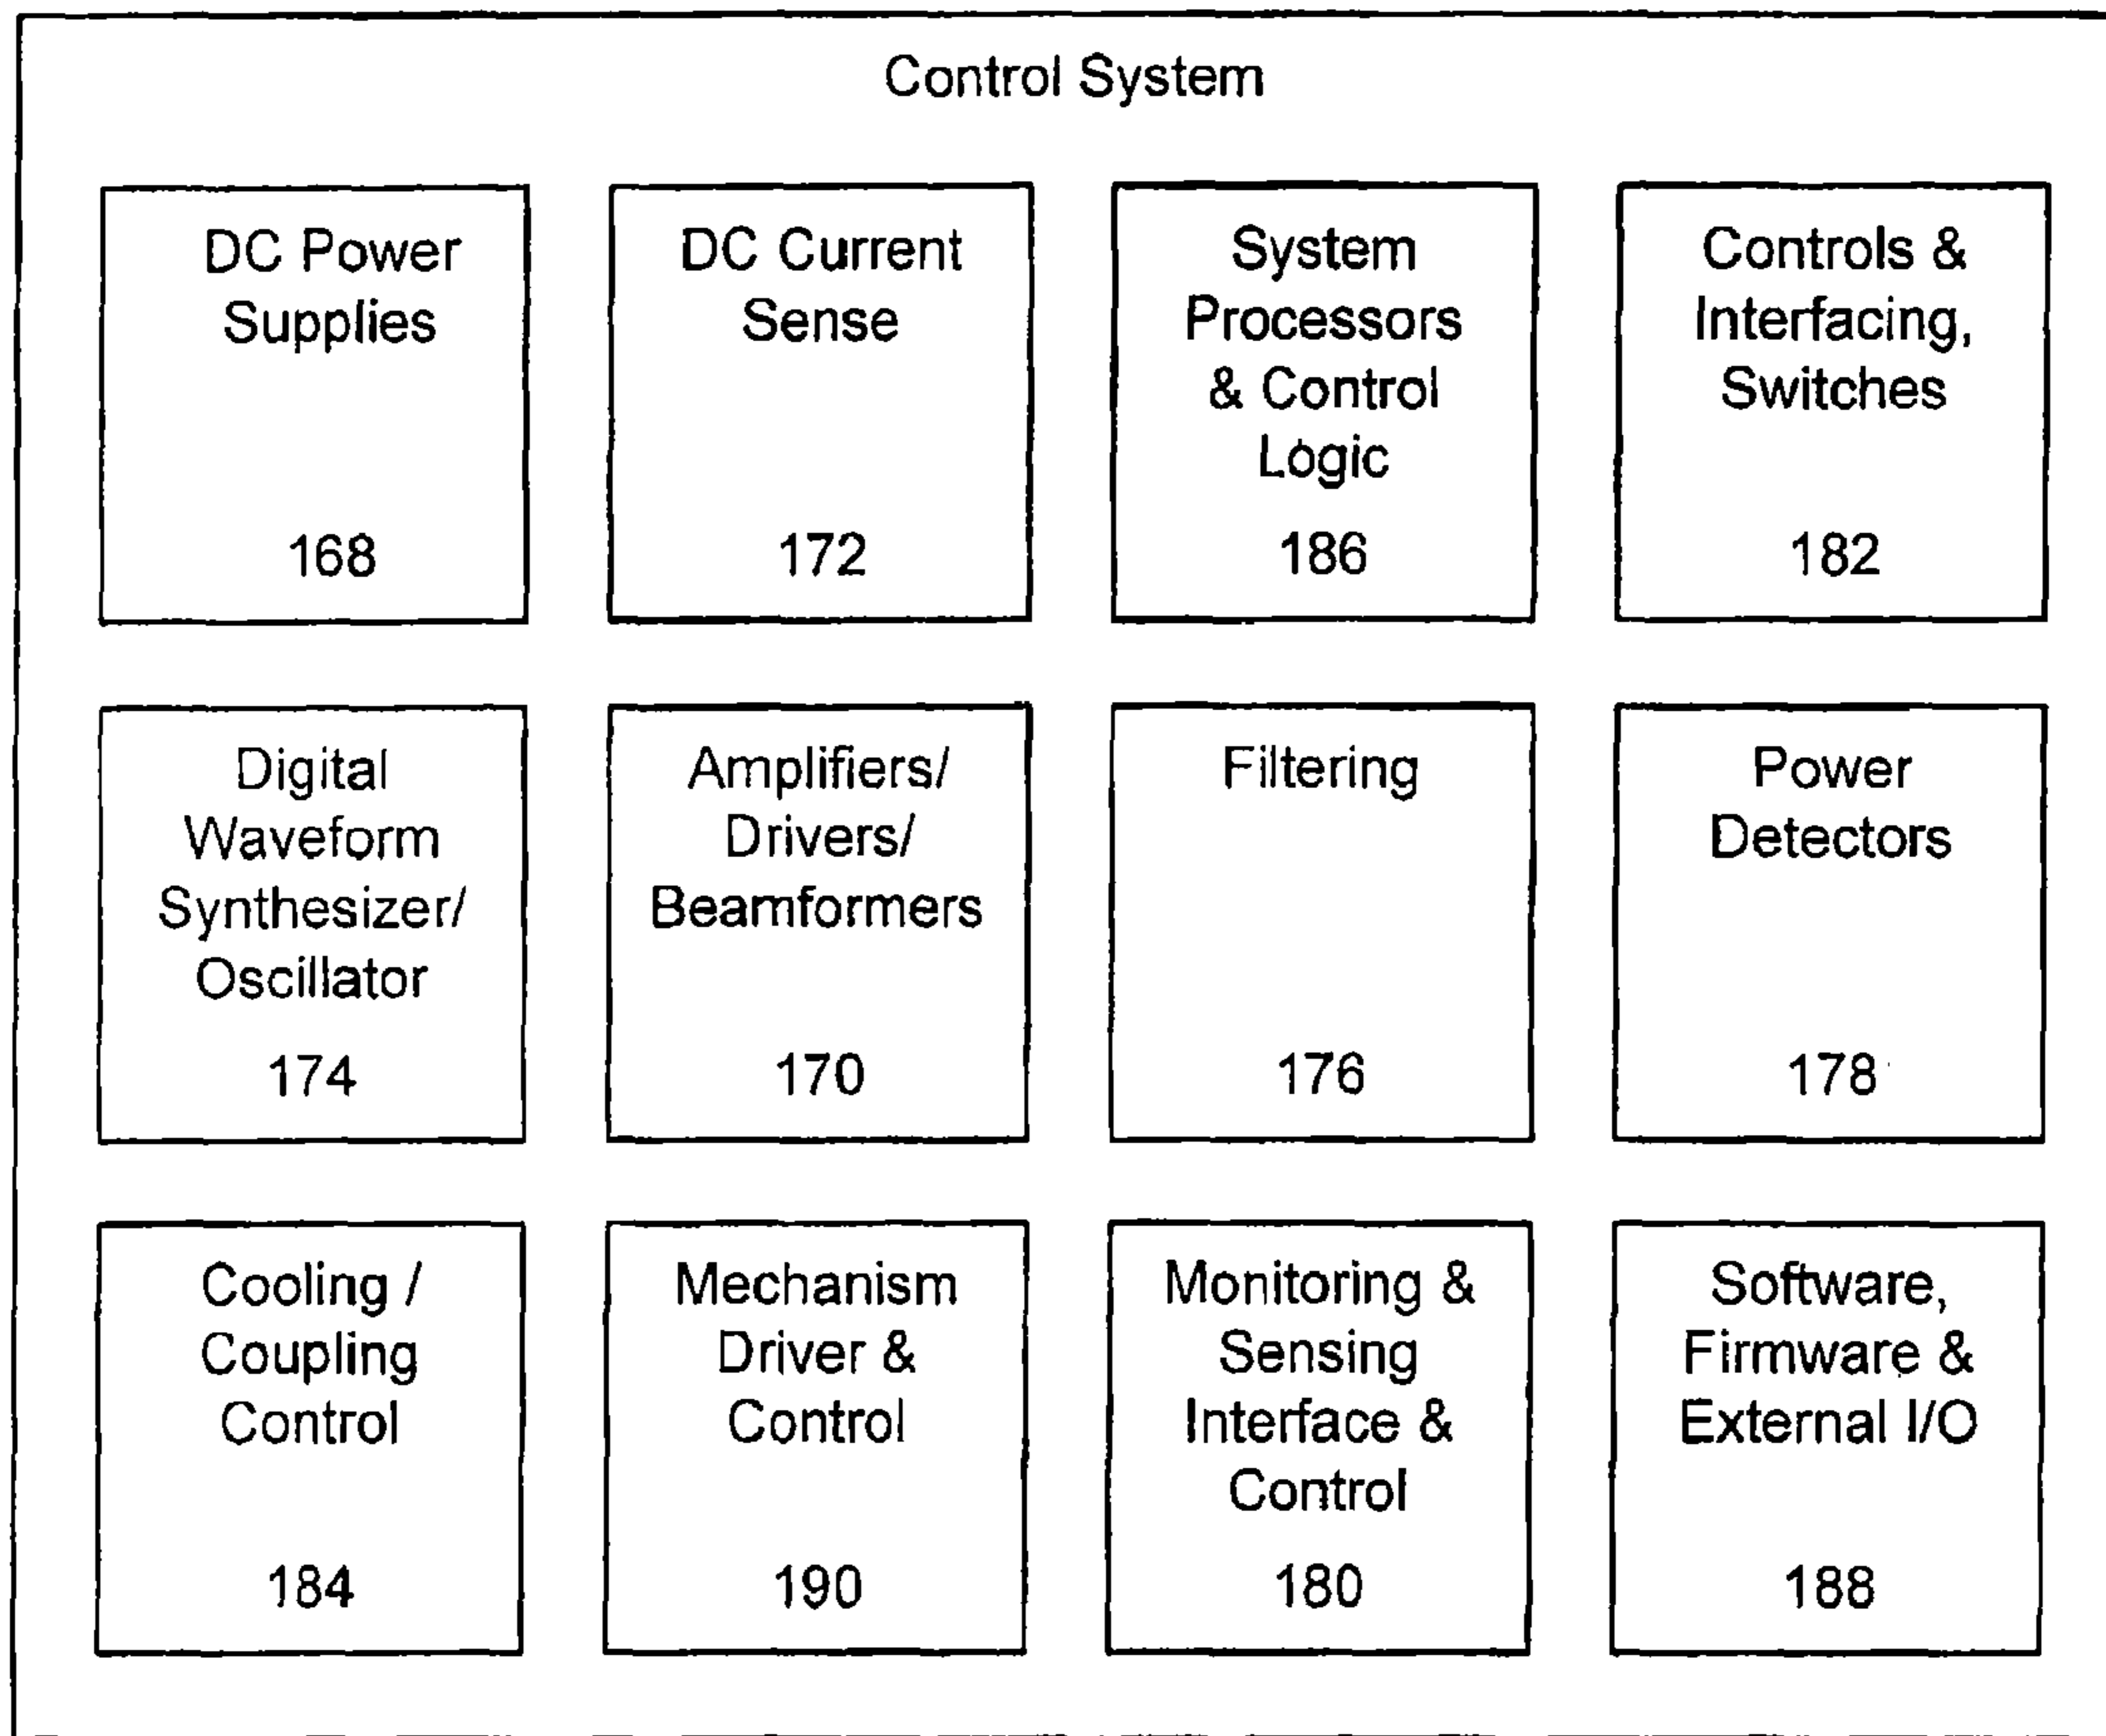 Control System
DC Power
Supplies
168
DC Current
Sense
172
System
Processors
& Control
Logic
186
Controls &
Interfacing,
Switches
182
Digital
Waveform
Synthesizer/
Oscillator
174
Amplifiers/
Drivers/
Beamformers
170
Filtering
176
Power
Detectors
178
Cooling /
Coupling
Control
184
Mechanism
Driver &
Control
190
Monitoring &
Sensing
Interface &
Control
180
Software,
Firmware &
External I/O
188